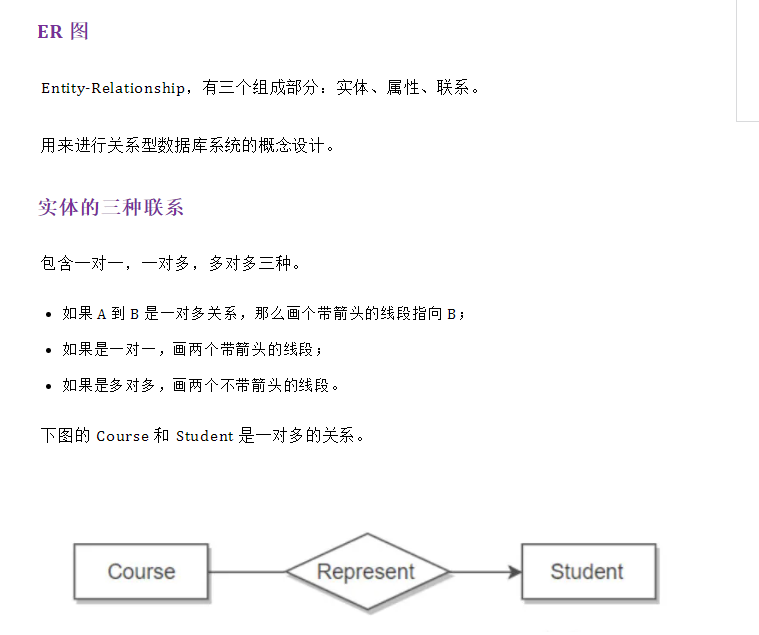 ER 图
Entity-Relationship，有三个组成部分：实体、属性、联系。
用来进行关系型数据库系统的概念设计。
实体的三种联系
包含一对一，一对多，多对多三种。
• 如果 A 到 B 是一对多关系，那么画个带箭头的线段指向 B；
• 如果是一对一，画两个带箭头的线段；
• 如果是多对多，画两个不带箭头的线段。
下图的 Course 和 Student 是一对多的关系。
Course Represent Student